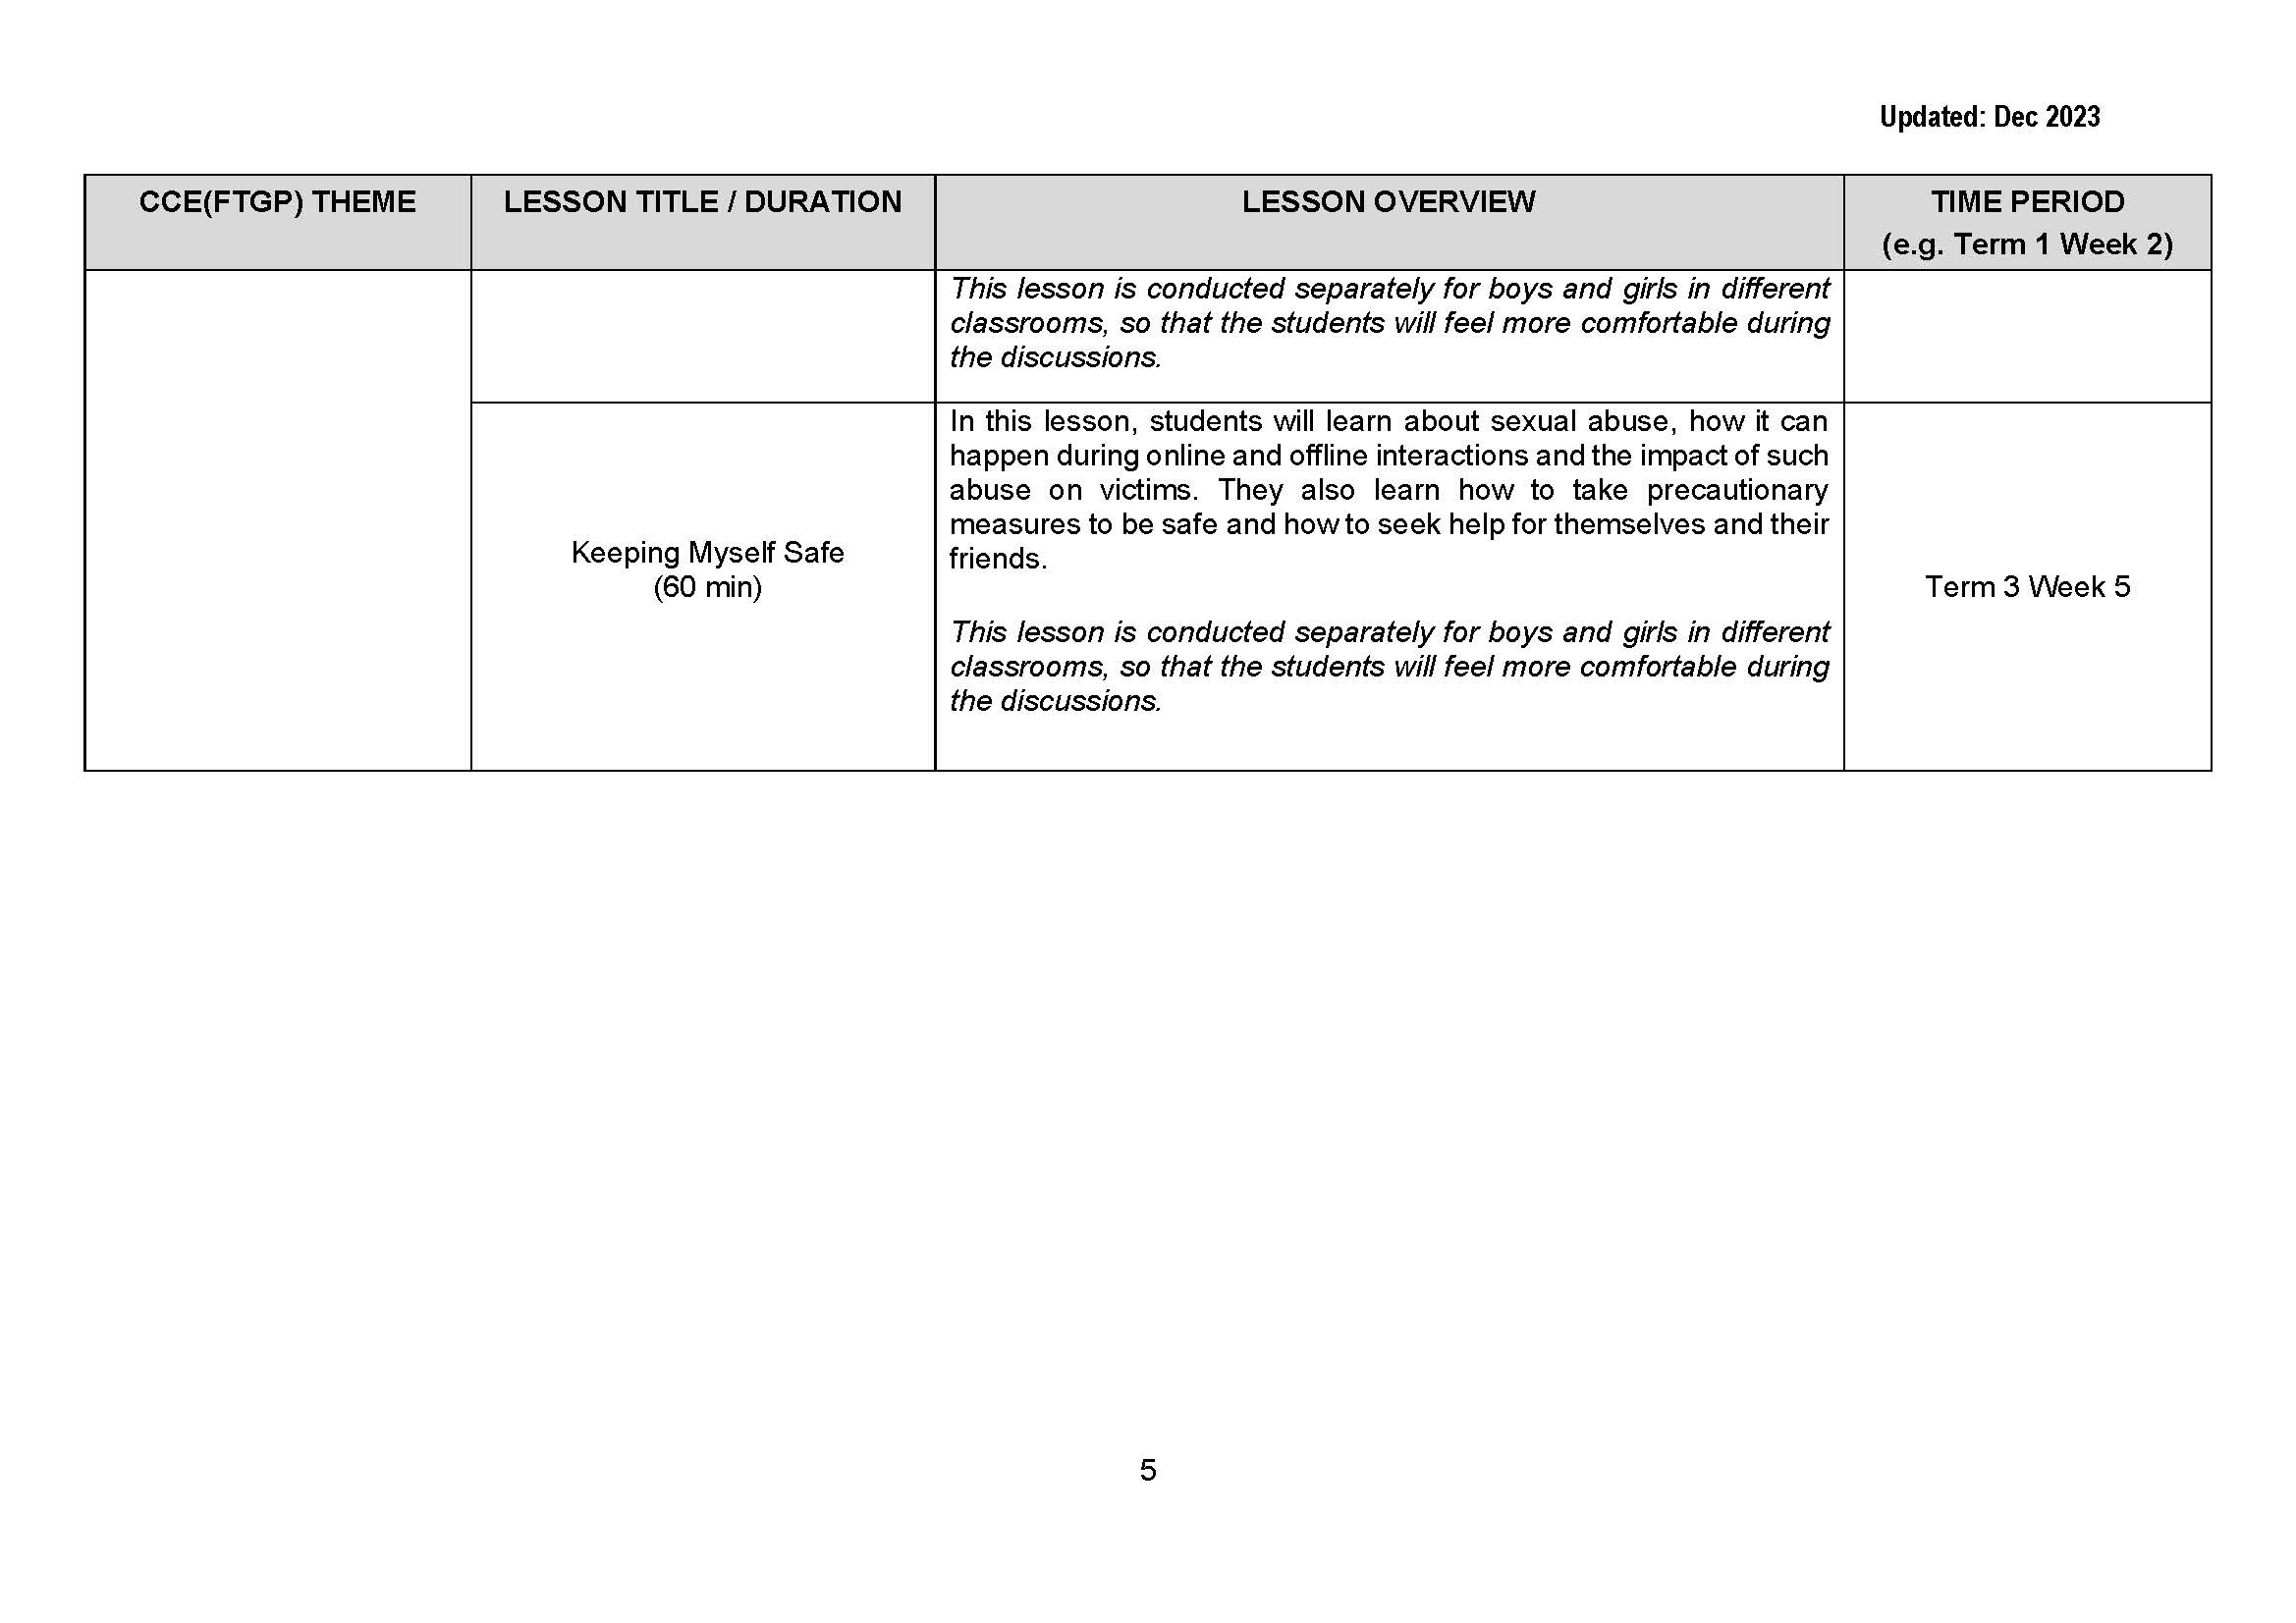 Updated: Dec 2023
CCE(FTGP) THEME
LESSON TITLE / DURATION
LESSON OVERVIEW
TIME PERIOD
(e.g. Term 1 Week 2)
This lesson is conducted separately for boys and girls in different
classrooms, so that the students will feel more comfortable during
the discussions.
Keeping Myself Safe
(60 min)
In this lesson, students will learn about sexual abuse, how it can
happen during online and offline interactions and the impact of such
abuse on victims. They also learn how to take precautionary
measures to be safe and how to seek help for themselves and their
friends.
This lesson is conducted separately for boys and girls in different
classrooms, so that the students will feel more comfortable during
the discussions.
Term 3 Week 5
5